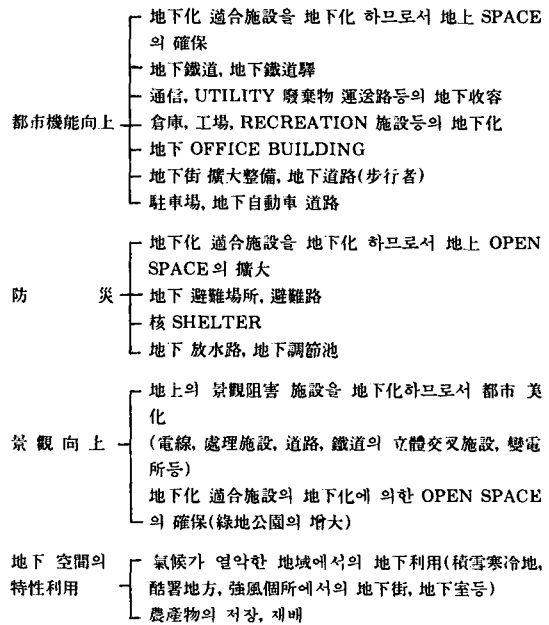 地下化 適合施設을 地下化 하므로서 地上 SPACE
의 確保
地下鐵道, 地下鐵道驛
通信, UTILITY 廢棄物 運送路등의 地下收容
都市機能向上 倉庫, 工場, RECREATION 施設등의 地下化
地下 OFFICE BUILDING
地下街 擴大整備, 地下道路(步行者)
駐車場, 地下自動車 道路
地下化 適合施設을 地下化 하므로서 地上 OPEN
SPACE의 擴大
防 災 地下 避難場所, 避難路
核 SHELTER
地下 放水路, 地下調節池
地上의 景觀阻害 施設을 地下化하므로서 都市 美
化
景 觀 向 上 (電線, 處理施設, 道路, 鐵道의 立體交叉施設, 變電
所等)
地下化 適合施設의 地下化에 의한 OPEN SPACE
의 確保(綠地公園의 增大)
地下 空間의 氣候가 열악한 地域에서의 地下利用(積雪寒冷地,
特性利用 酷署地方, 強風個所에서의 地下街, 地下室등)
農產物의 저장, 재배